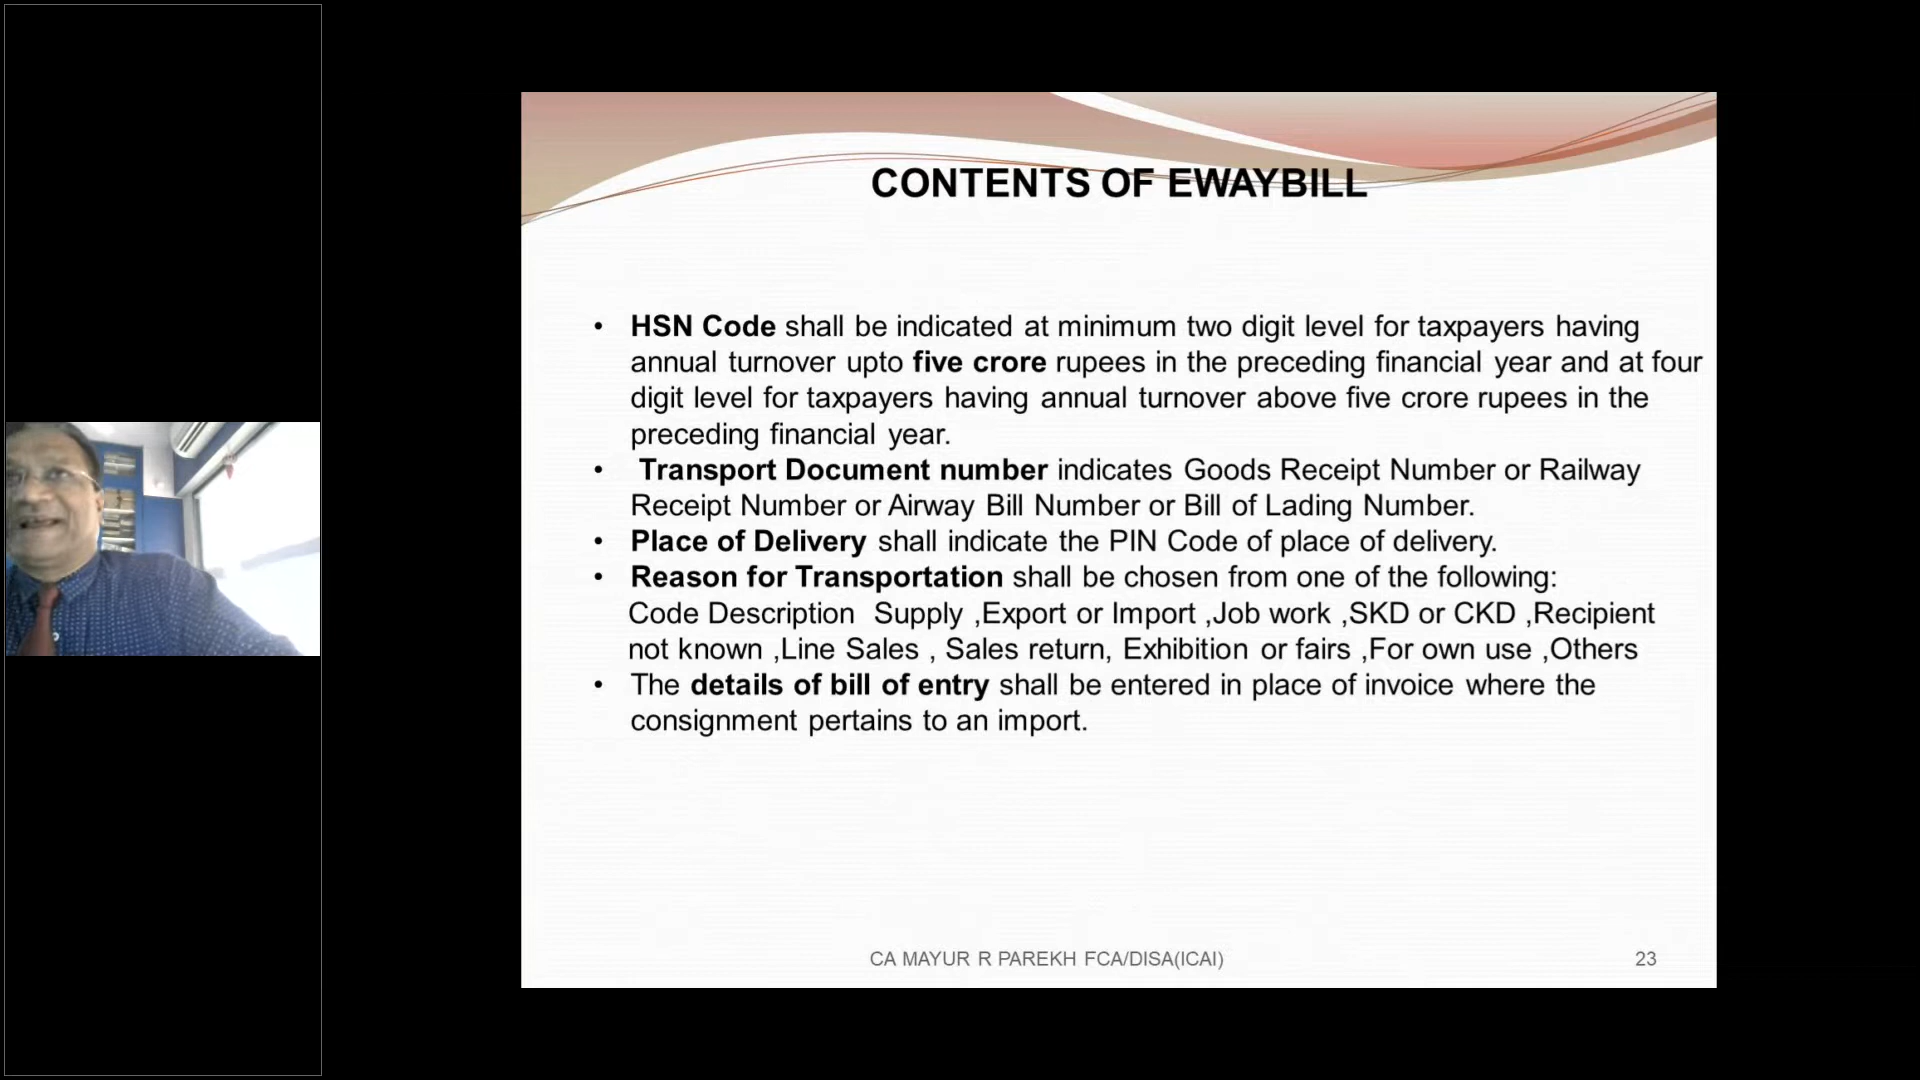 CONTENTS OF EWAYBILL
• HSN Code shall be indicated at minimum two digit level for taxpayers having
annual turnover upto five crore rupees in the preceding financial year and at four
digit level for taxpayers having annual turnover above five crore rupees in the
preceding financial year.
• Transport Document number indicates Goods Receipt Number or Railway
Receipt Number or Airway Bill Number or Bill of Lading Number.
• Place of Delivery shall indicate the PIN Code of place of delivery.
• Reason for Transportation shall be chosen from one of the following:
Code Description Supply ,Export or Import ,Job work ,SKD or CKD ,Recipient
not known ,Line Sales , Sales return, Exhibition or fairs ,For own use ,Others
• The details of bill of entry shall be entered in place of invoice where the
consignment pertains to an import.
CA MAYUR R PAREKH FCA/DISA(ICAI)
23